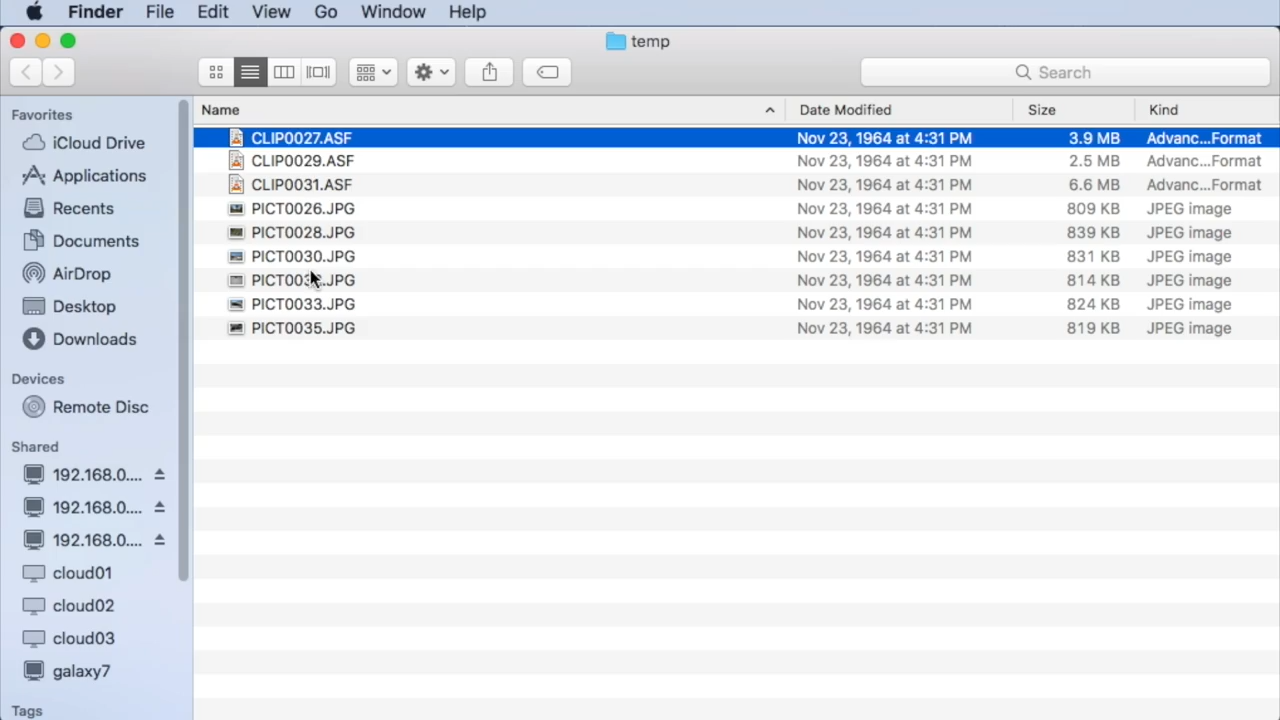 Finder File Edit View Go Window Help
temp
Search
Favorites
iCloud Drive
Applications
Recents
Documents
AirDrop
Desktop
Downloads
Devices
Remote Disc
Shared
192.168.0....
192.168.0....
192.168.0....
cloud01
cloud02
cloud03
galaxy7
Tags
Name Date Modified Size Kind
CLIP0027.ASF Nov 23, 1964 at 4:31 PM 3.9 MB Advanc...Format
CLIP0029.ASF Nov 23, 1964 at 4:31 PM 2.5 MB Advanc...Format
CLIP0031.ASF Nov 23, 1964 at 4:31 PM 6.6 MB Advanc...Format
PICT0026.JPG Nov 23, 1964 at 4:31 PM 809 KB JPEG image
PICT0028.JPG Nov 23, 1964 at 4:31 PM 839 KB JPEG image
PICT0030.JPG Nov 23, 1964 at 4:31 PM 831 KB JPEG image
Nov 23, 1964 at 4:31 PM 814 KB JPEG image
PICT0033.JPG Nov 23, 1964 at 4:31 PM 824 KB JPEG image
PICT0035.JPG Nov 23, 1964 at 4:31 PM 819 KB JPEG image